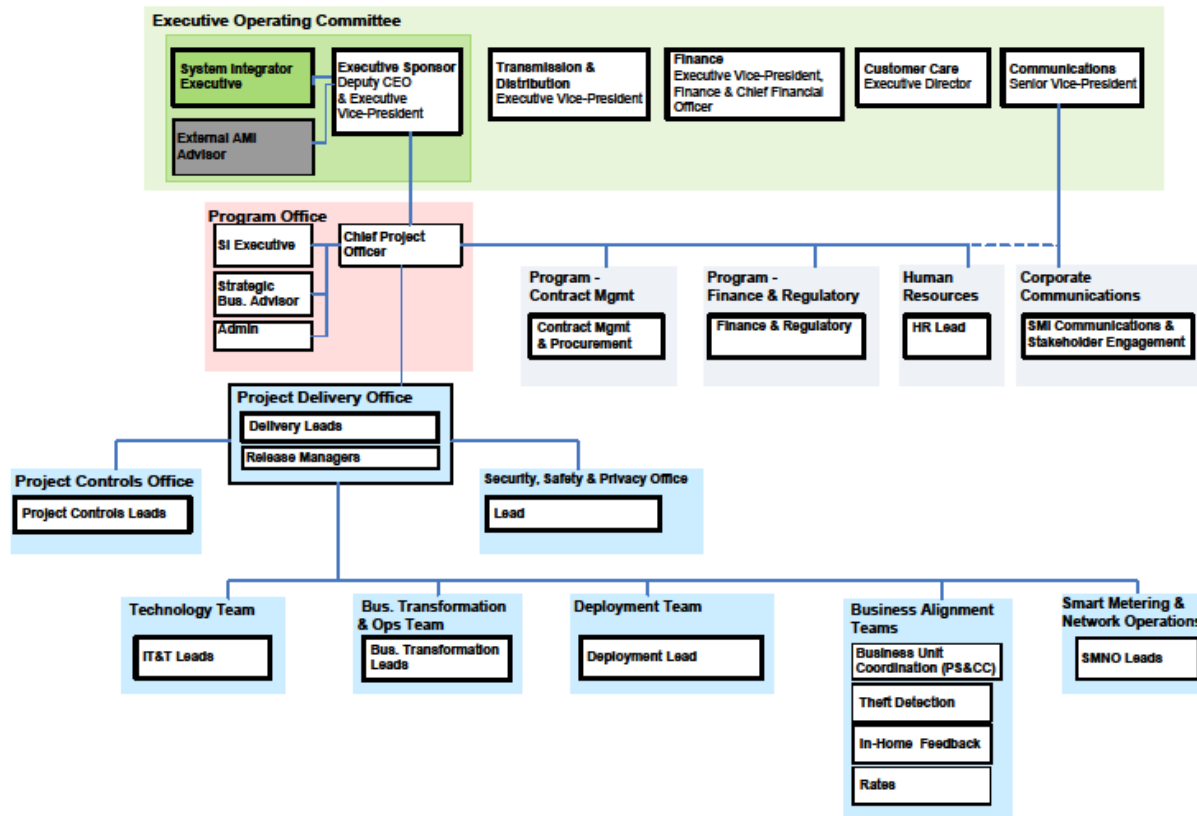 Executive Operating Committee
System Integrator
Executive
External AMI
Advisor
Executive Sponsor
Deputy CEO
& Executive
Vice-President
Transmission &
Distribution
Executive Vice-President
Finance
Executive Vice-President,
Finance & Chief Financial
Officer
Customer Care
Executive Director
Communications
Senior Vice-President
Program Office
SI Executive
Strategic
Bus. Advisor
Admin
Chief Project
Officer
Program -
Contract Mgmt
Contract Mgmt
& Procurement
Program -
Finance & Regulatory
Finance & Regulatory
Human
Resources
HR Lead
Corporate
Communications
SMI Communications &
Stakeholder Engagement
Project Delivery Office
Delivery Leads
Release Managers
Project Controls Office
Project Controls Leads
Security, Safety & Privacy Office
Lead
Technology Team
IT&T Leads
Bus. Transformation
& Ops Team
Bus. Transformation
Leads
Deployment Team
Deployment Lead
Business Alignment
Teams
Business Unit
Coordination (PS&CC)
Theft Detection
In-Home Feedback
Rates
Smart Metering &
Network Operations
SMNO Leads